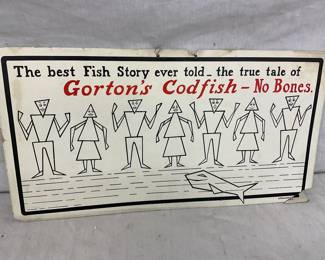 The best Fish Story ever told - the true tale of
Gorton's Codfish - No Bones.